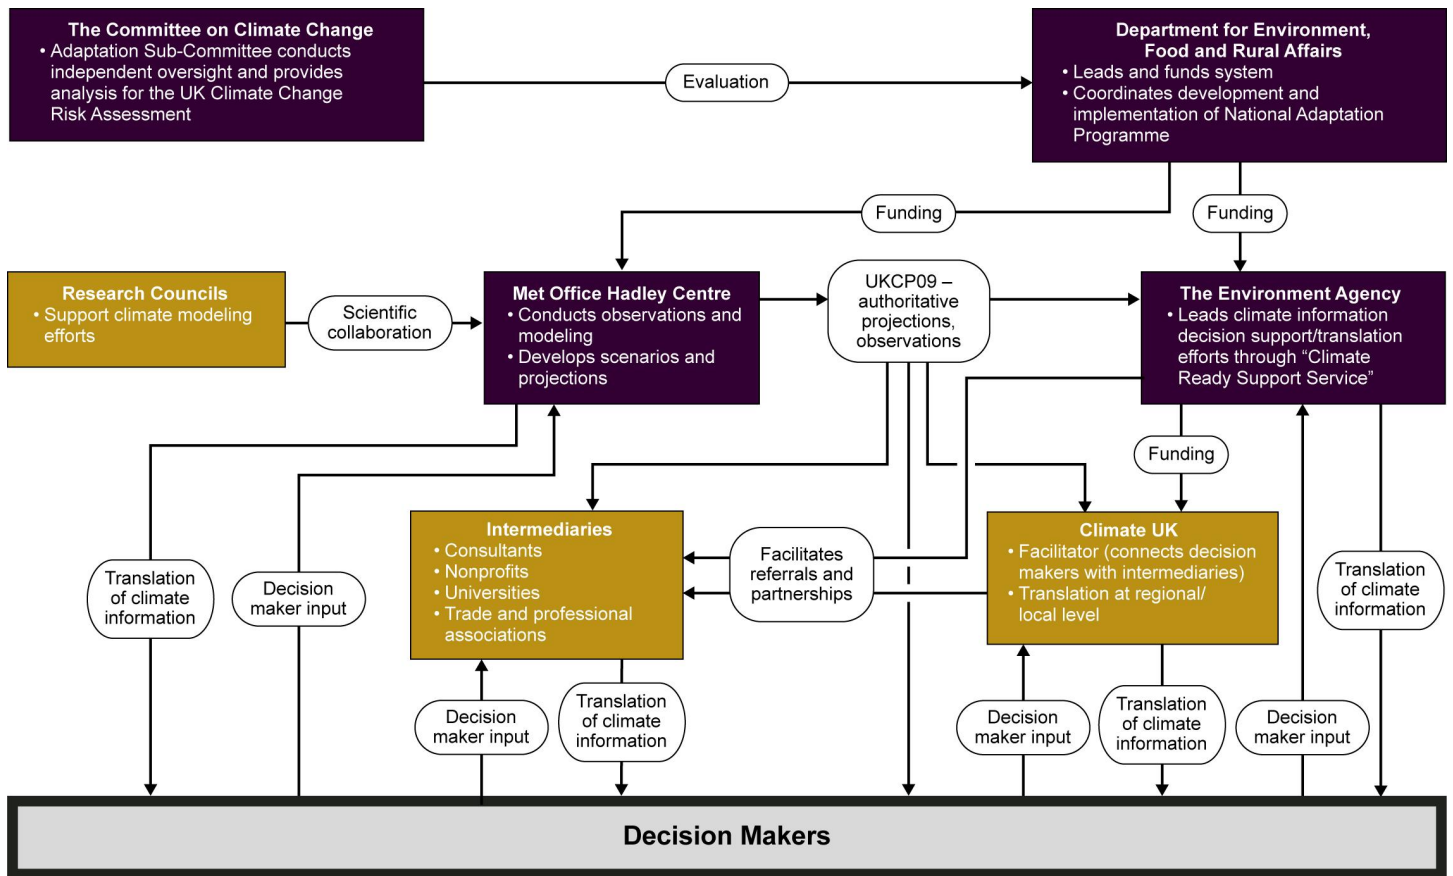 The Committee on Climate Change
• Adaptation Sub-Committee conducts
independent oversight and provides
analysis for the UK Climate Change
Risk Assessment
Evaluation
Department for Environment,
Food and Rural Affairs
• Leads and funds system
• Coordinates development and
implementation of National Adaptation
Programme
Funding
Funding
Research Councils
• Support climate modeling
efforts
Scientific
collaboration
Met Office Hadley Centre
• Conducts observations and
modeling
• Develops scenarios and
projections
UKCP09 –
authoritative
projections,
observations
The Environment Agency
• Leads climate information
decision support/translation
efforts through “Climate
Ready Support Service”
Funding
Intermediaries
• Consultants
• Nonprofits
• Universities
• Trade and professional
associations
Facilitates
referrals and
partnerships
Climate UK
• Facilitator (connects decision
makers with intermediaries)
• Translation at regional/
local level
Translation
of climate
information
Decision
maker input
Translation
of climate
information
Decision
maker input
Translation
of climate
information
Decision
maker input
Translation
of climate
information
Decision
maker input
Decision Makers